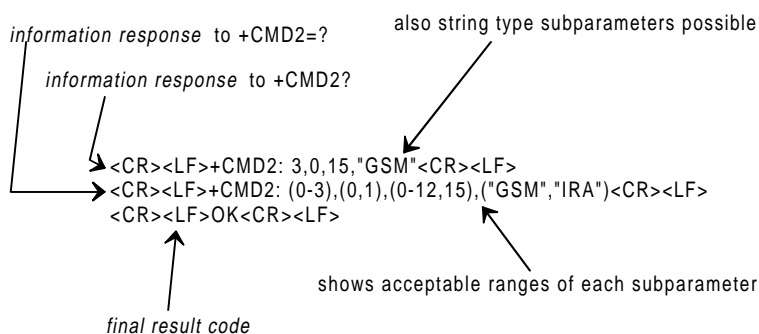 also string type subparameters possible
information response to +CMD2=?
information response to +CMD2?
<CR><LF>+CMD2: 3,0,15,"GSM"<CR><LF>
<CR><LF>+CMD2: (0-3),(0,1),(0-12,15),("GSM","IRA")<CR><LF>
<CR><LF>OK<CR><LF>
shows acceptable ranges of each subparameter
final result code